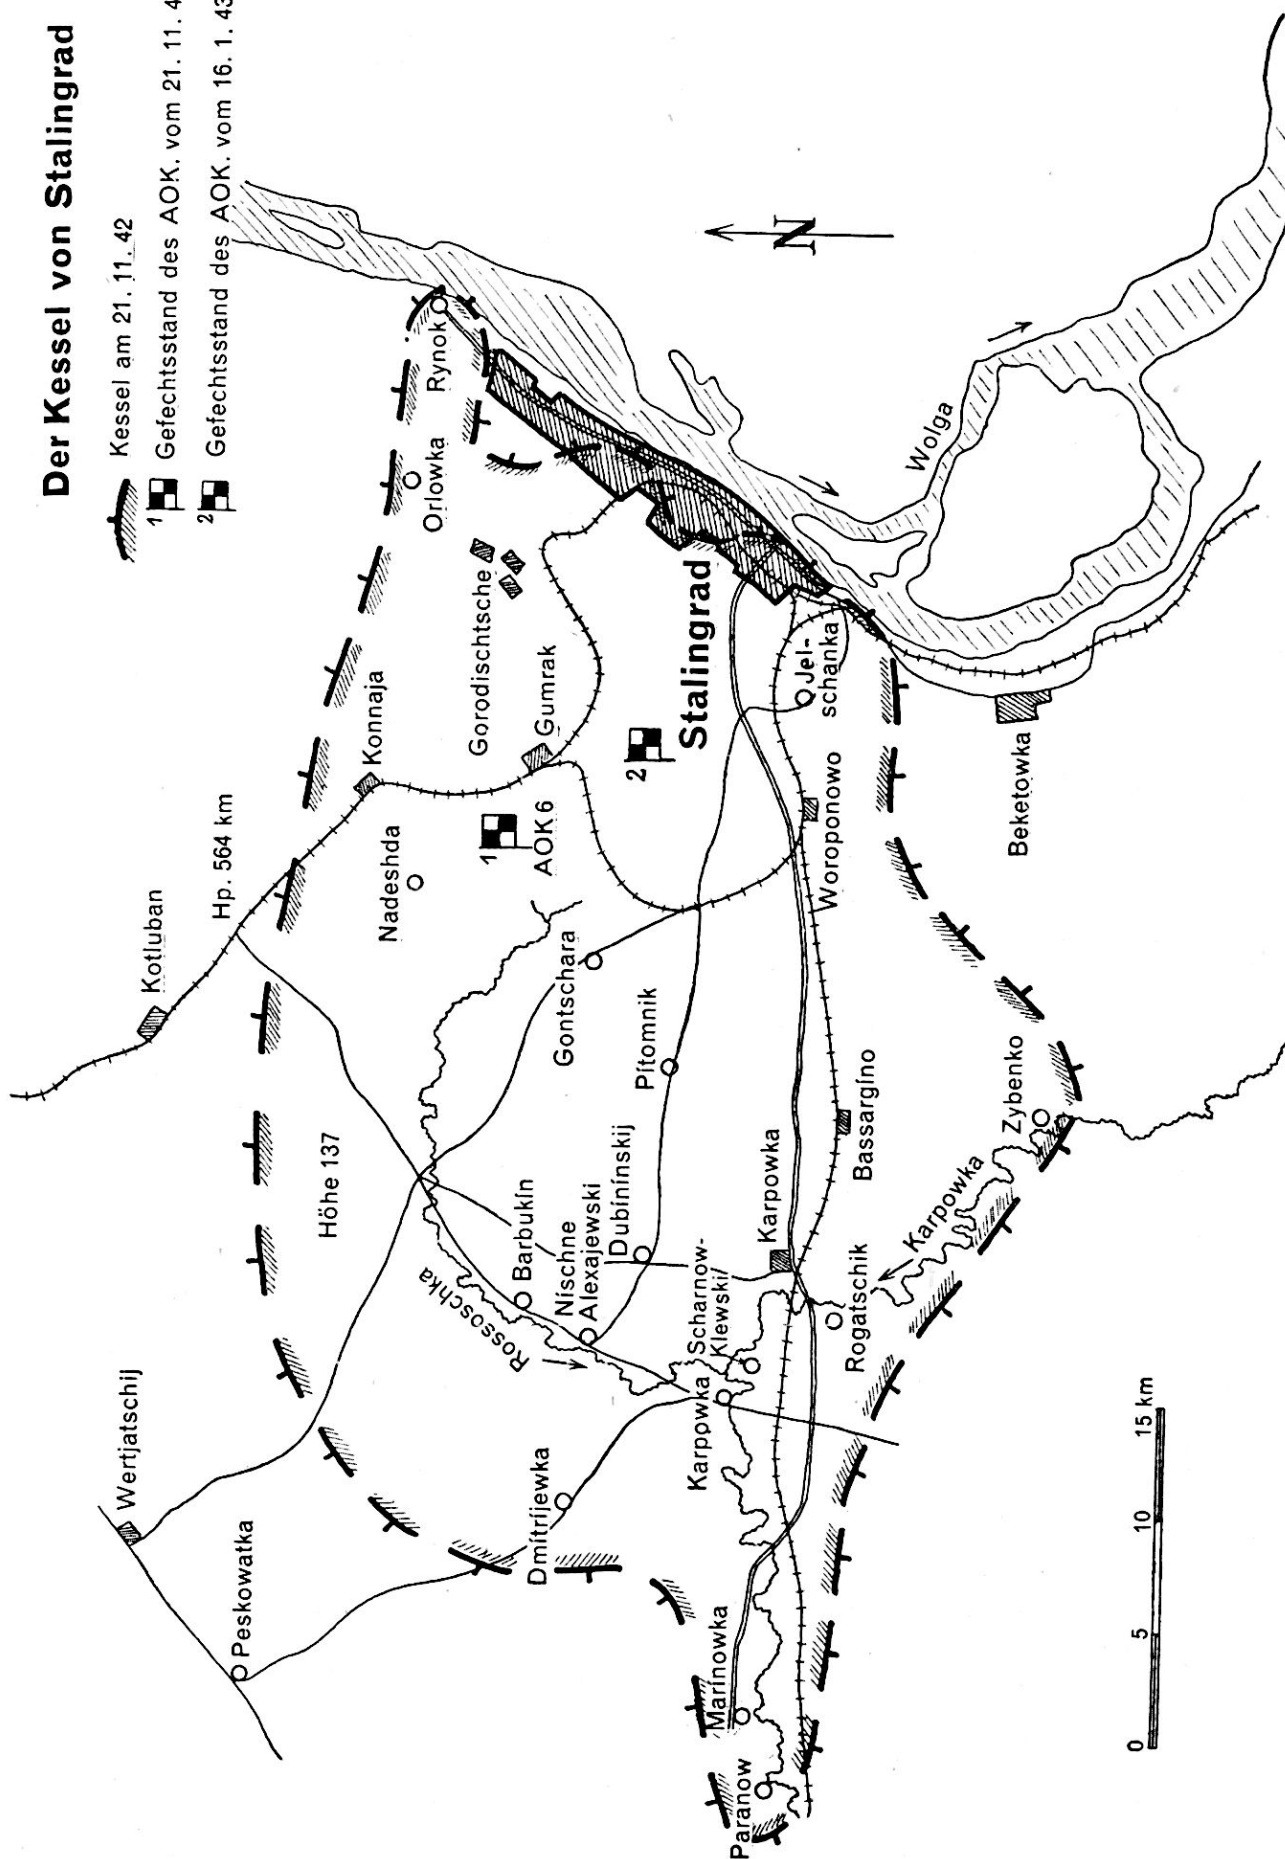 Der Kessel von Stalingrad
Kessel am 21. 11. 42
1 Gefechtsstand des AOK. vom 21. 11. 4
2 Gefechtsstand des AOK. vom 16. 1. 43
Kotluban
Hp. 564 km
Wertjatschij
Peskowatka
Höhe 137
Konnaja
Nadeshda
Orlowka
Rynok
Gorodischtsche
Gumrak
1
AOK 6
2
Stalingrad
N
Wolga
Gontschara
Pitomnik
Barbukin
Rossoschka
Nischne
Alexajewski
Dubininskij
Dmitrijewka
Scharnow-
Klewski
Karpowka
Karpowka
Marinowka
Paranow
Rogatschik
Bassargino
Woroponowo
Jel-
schanka
Beketowka
Zybenko
Karpowka
0 5 10 15 km